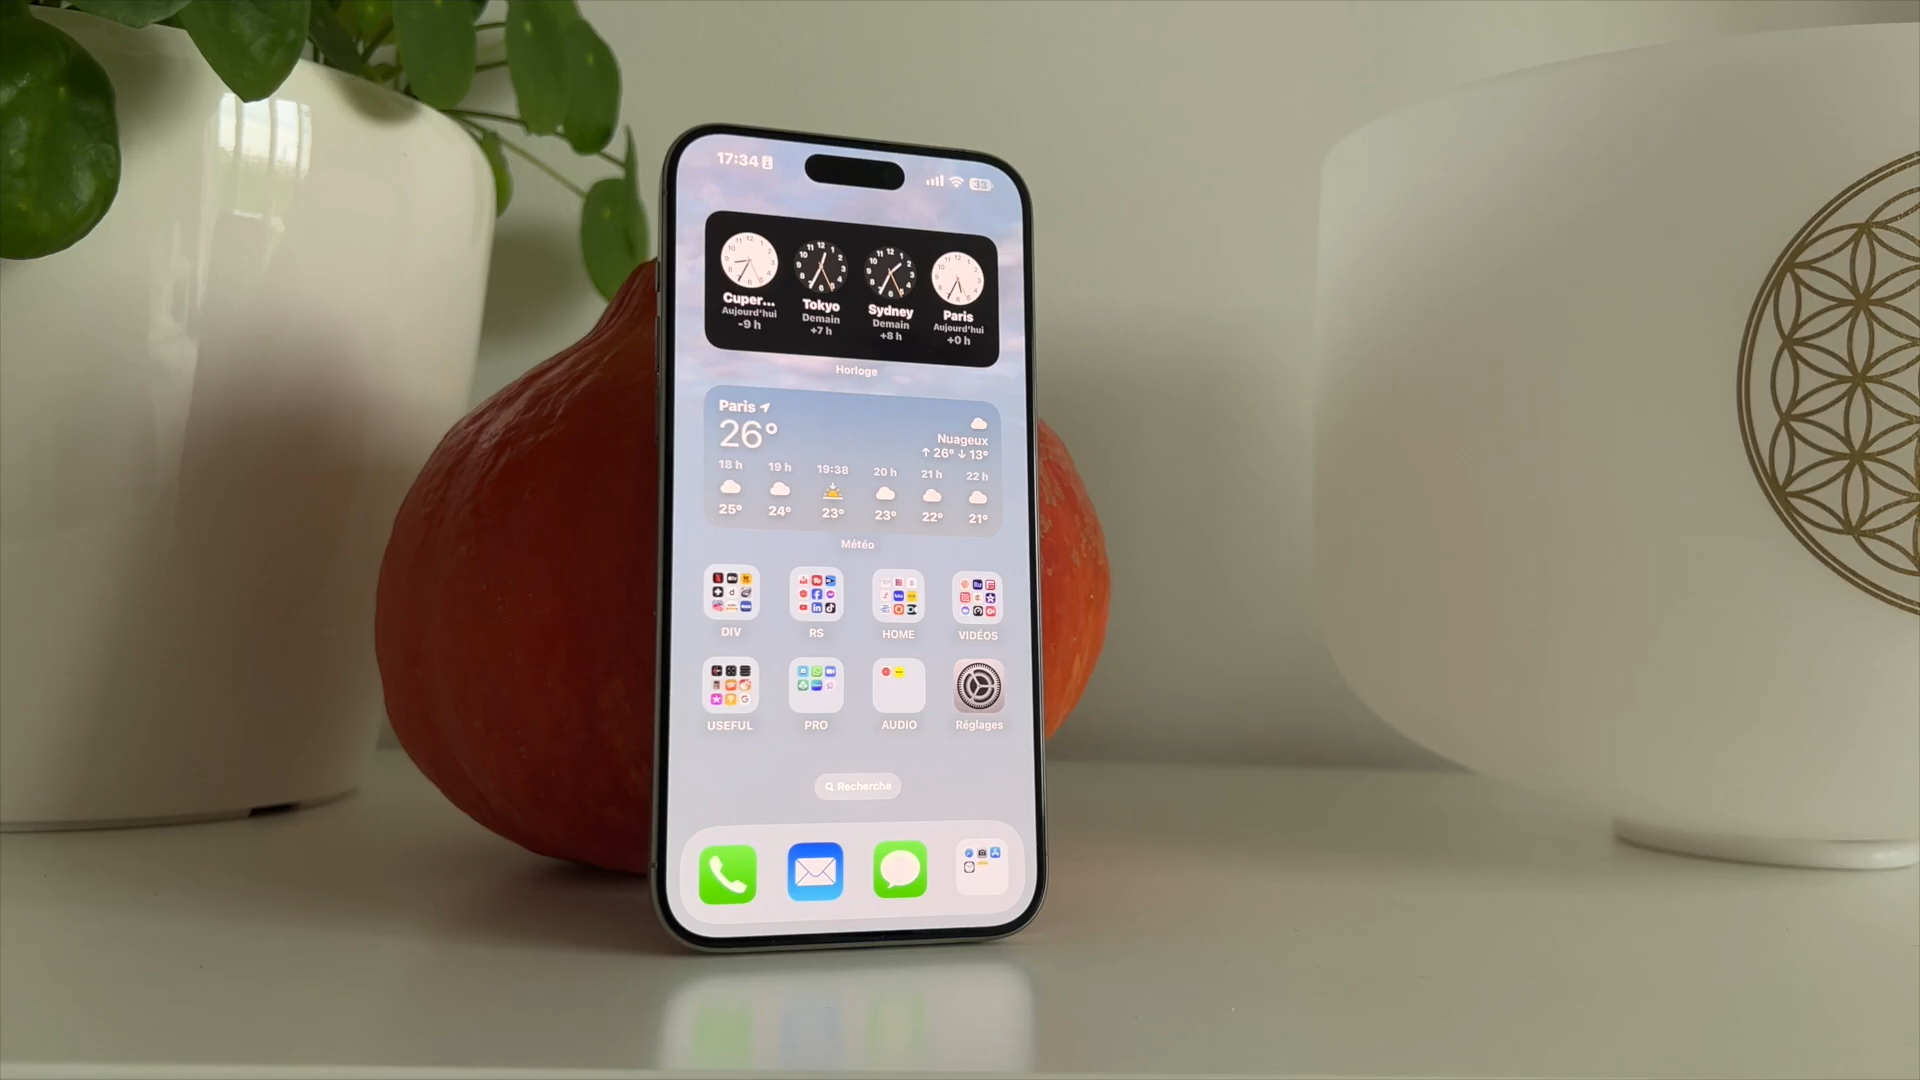 17:34
33
Cuper...
Aujourd'hui
-9 h
Tokyo
Demain
+7 h
Sydney
Demain
+8 h
Paris
Aujourd'hui
+0 h
Horloge
Paris
26°
Nuageux
↑ 26° ↓ 13°
18 h 19 h 19:38 20 h 21 h 22 h
25° 24° 23° 23° 22° 21°
Météo
DIV RS HOME VIDÉOS
USEFUL PRO AUDIO Réglages
Recherche